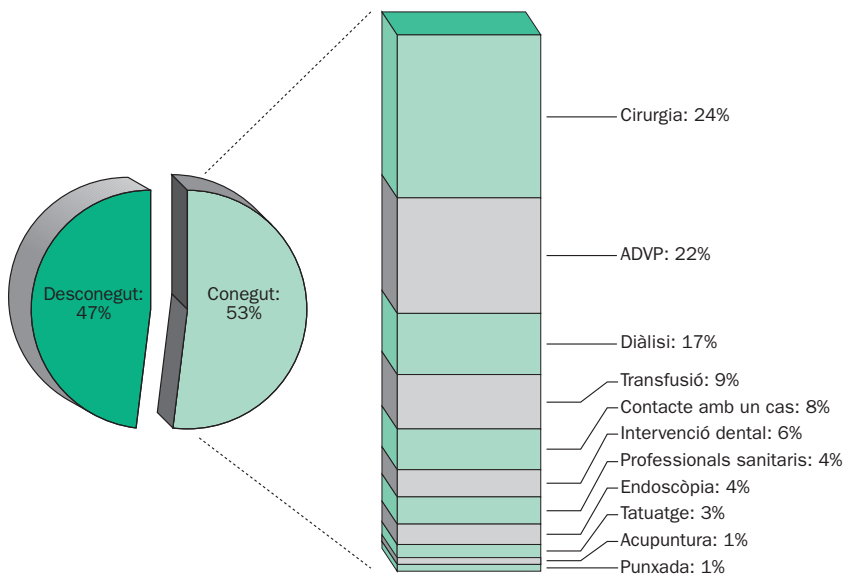 Desconegut:
47%
Conegut:
53%
Cirurgia: 24%
ADVP: 22%
Diàlisi: 17%
Transfusió: 9%
Contacte amb un cas: 8%
Intervenció dental: 6%
Professionals sanitaris: 4%
Endoscòpia: 4%
Tatuatge: 3%
Acupuntura: 1%
Punxada: 1%